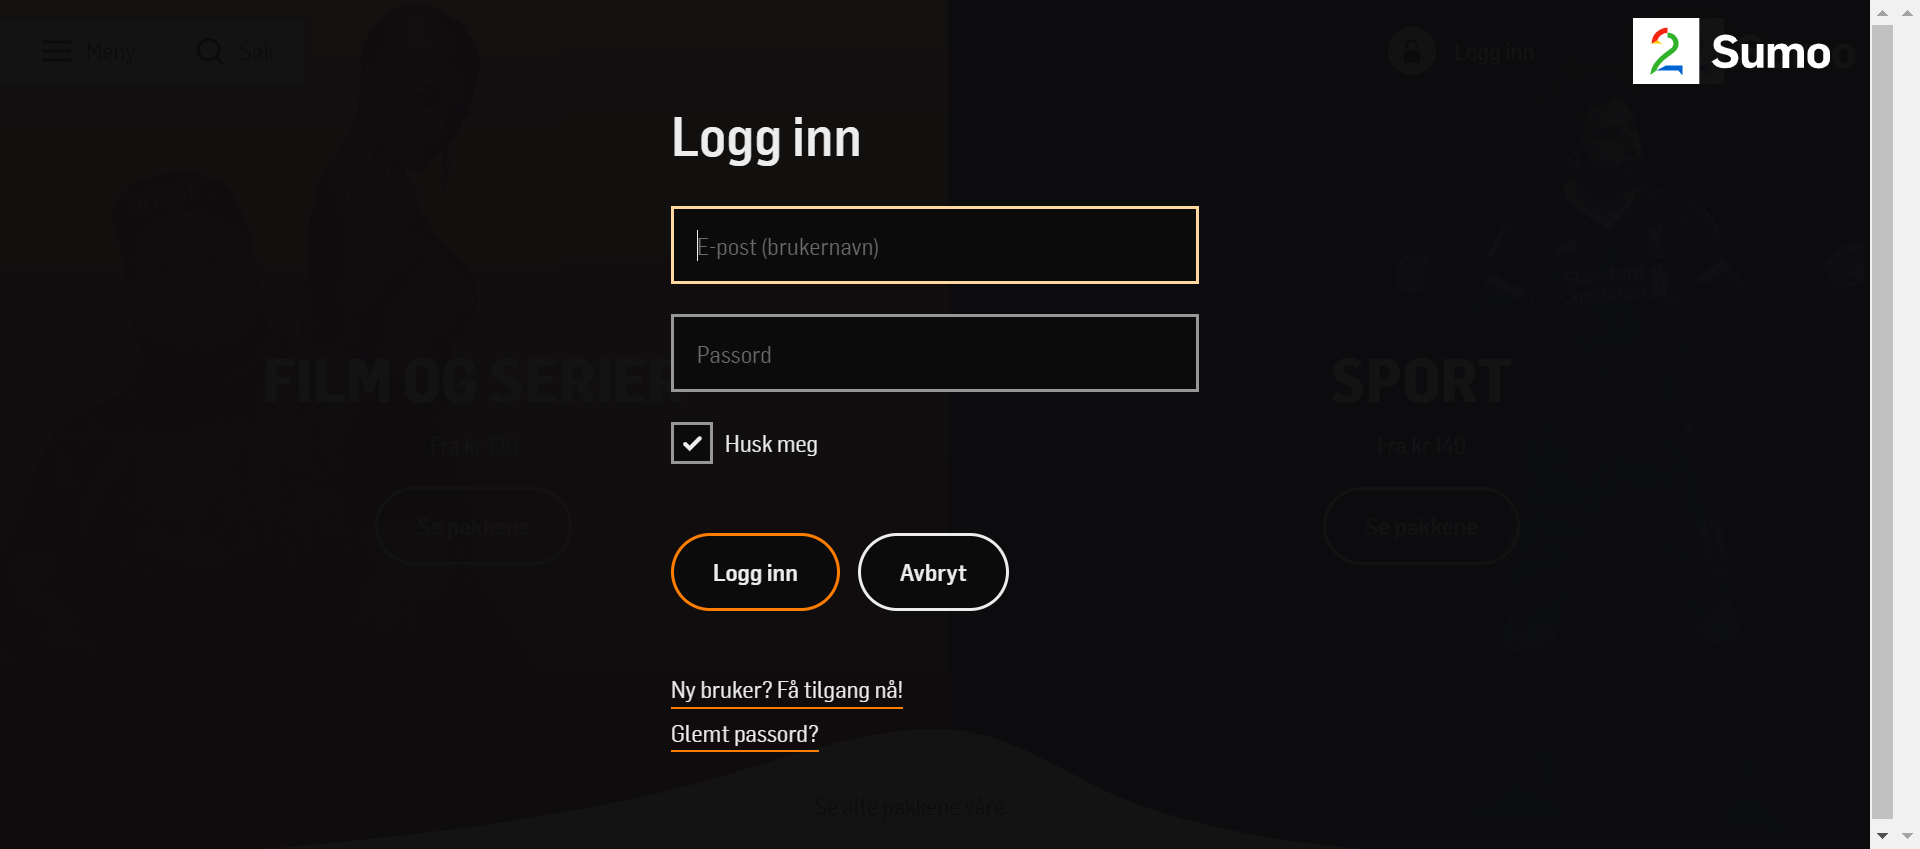 Meny
Søk
Logg inn
2 Sumo
Logg inn
E-post (brukernavn)
Passord
FILM OG SERIER
SPORT
Standard
Chartered
Fra kr 129
Fra kr 149
Husk meg
Se pakkene
Se pakkene
Logg inn
Avbryt
Ny bruker? Få tilgang nå!
Glemt passord?
Se alle pakkene våre